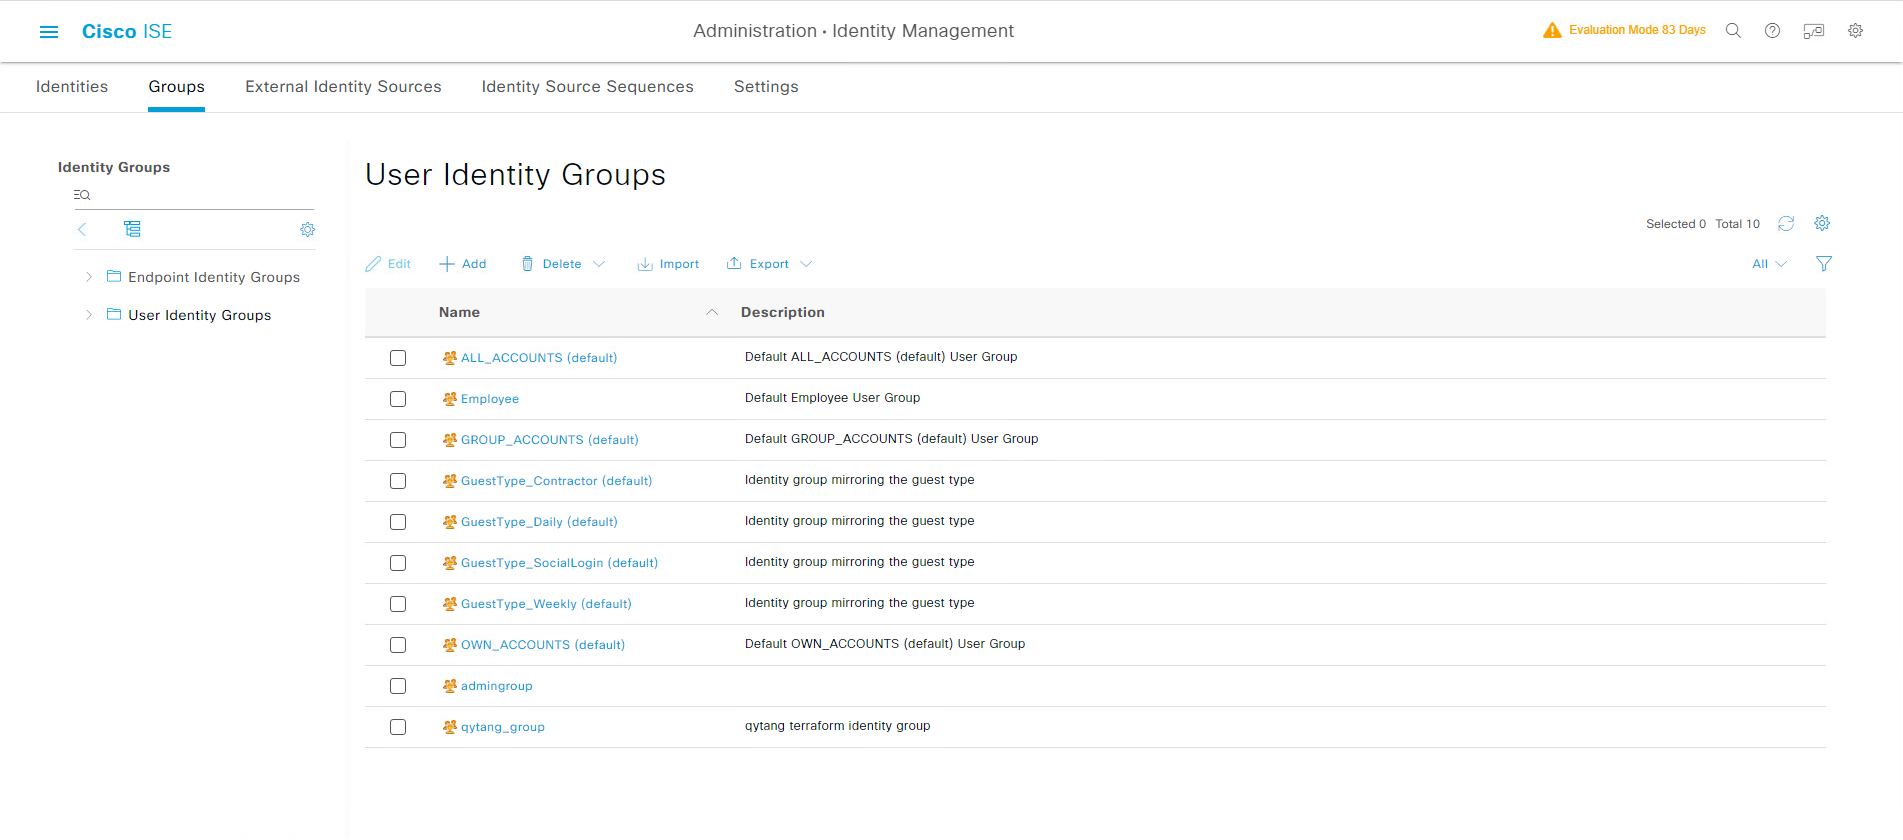 Cisco ISE
Administration · Identity Management
Evaluation Mode 83 Days
Identities
Groups
External Identity Sources
Identity Source Sequences
Settings
Identity Groups
Endpoint Identity Groups
User Identity Groups
User Identity Groups
Selected 0 Total 10
Edit
Add
Delete
Import
Export
All
Name Description
ALL_ACCOUNTS (default) Default ALL_ACCOUNTS (default) User Group
Employee Default Employee User Group
GROUP_ACCOUNTS (default) Default GROUP_ACCOUNTS (default) User Group
GuestType_Contractor (default) Identity group mirroring the guest type
GuestType_Daily (default) Identity group mirroring the guest type
GuestType_SocialLogin (default) Identity group mirroring the guest type
GuestType_Weekly (default) Identity group mirroring the guest type
OWN_ACCOUNTS (default) Default OWN_ACCOUNTS (default) User Group
admingroup
qytang_group qytang terraform identity group